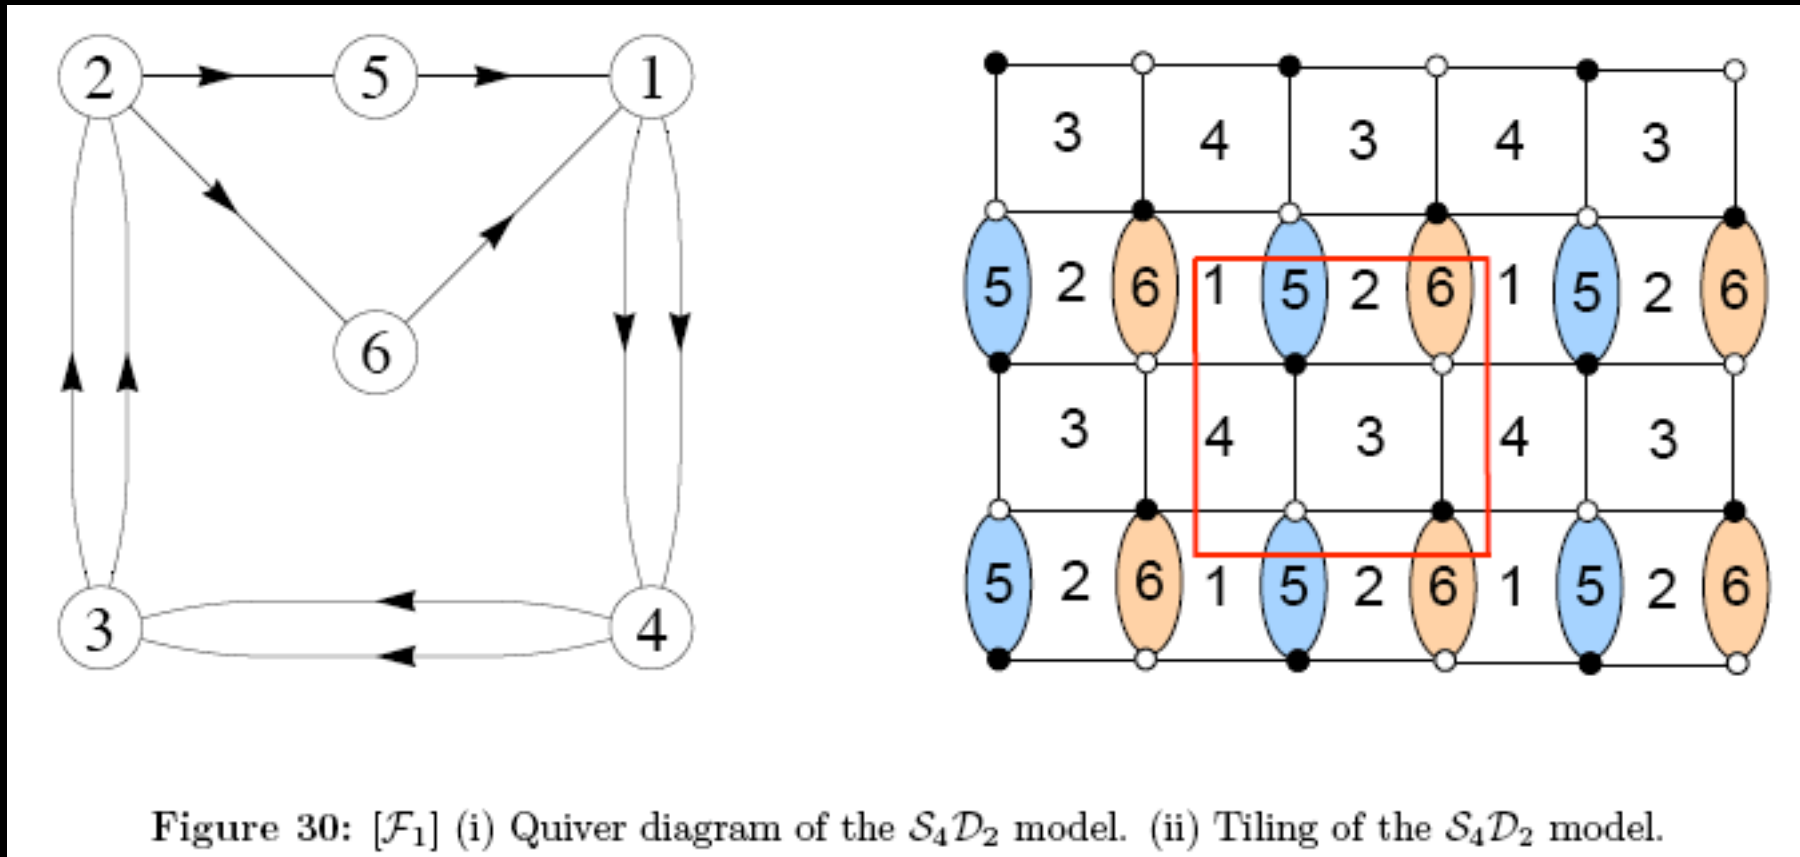 2 5 1
6
3 4
3 4 3 4 3
5 2 6 1 5 2 6 1 5 2 6
3 4 3 4 3
5 2 6 1 5 2 6 1 5 2 6
Figure 30: [𝓕₁] (i) Quiver diagram of the 𝓢₄𝓓₂ model. (ii) Tiling of the 𝓢₄𝓓₂ model.